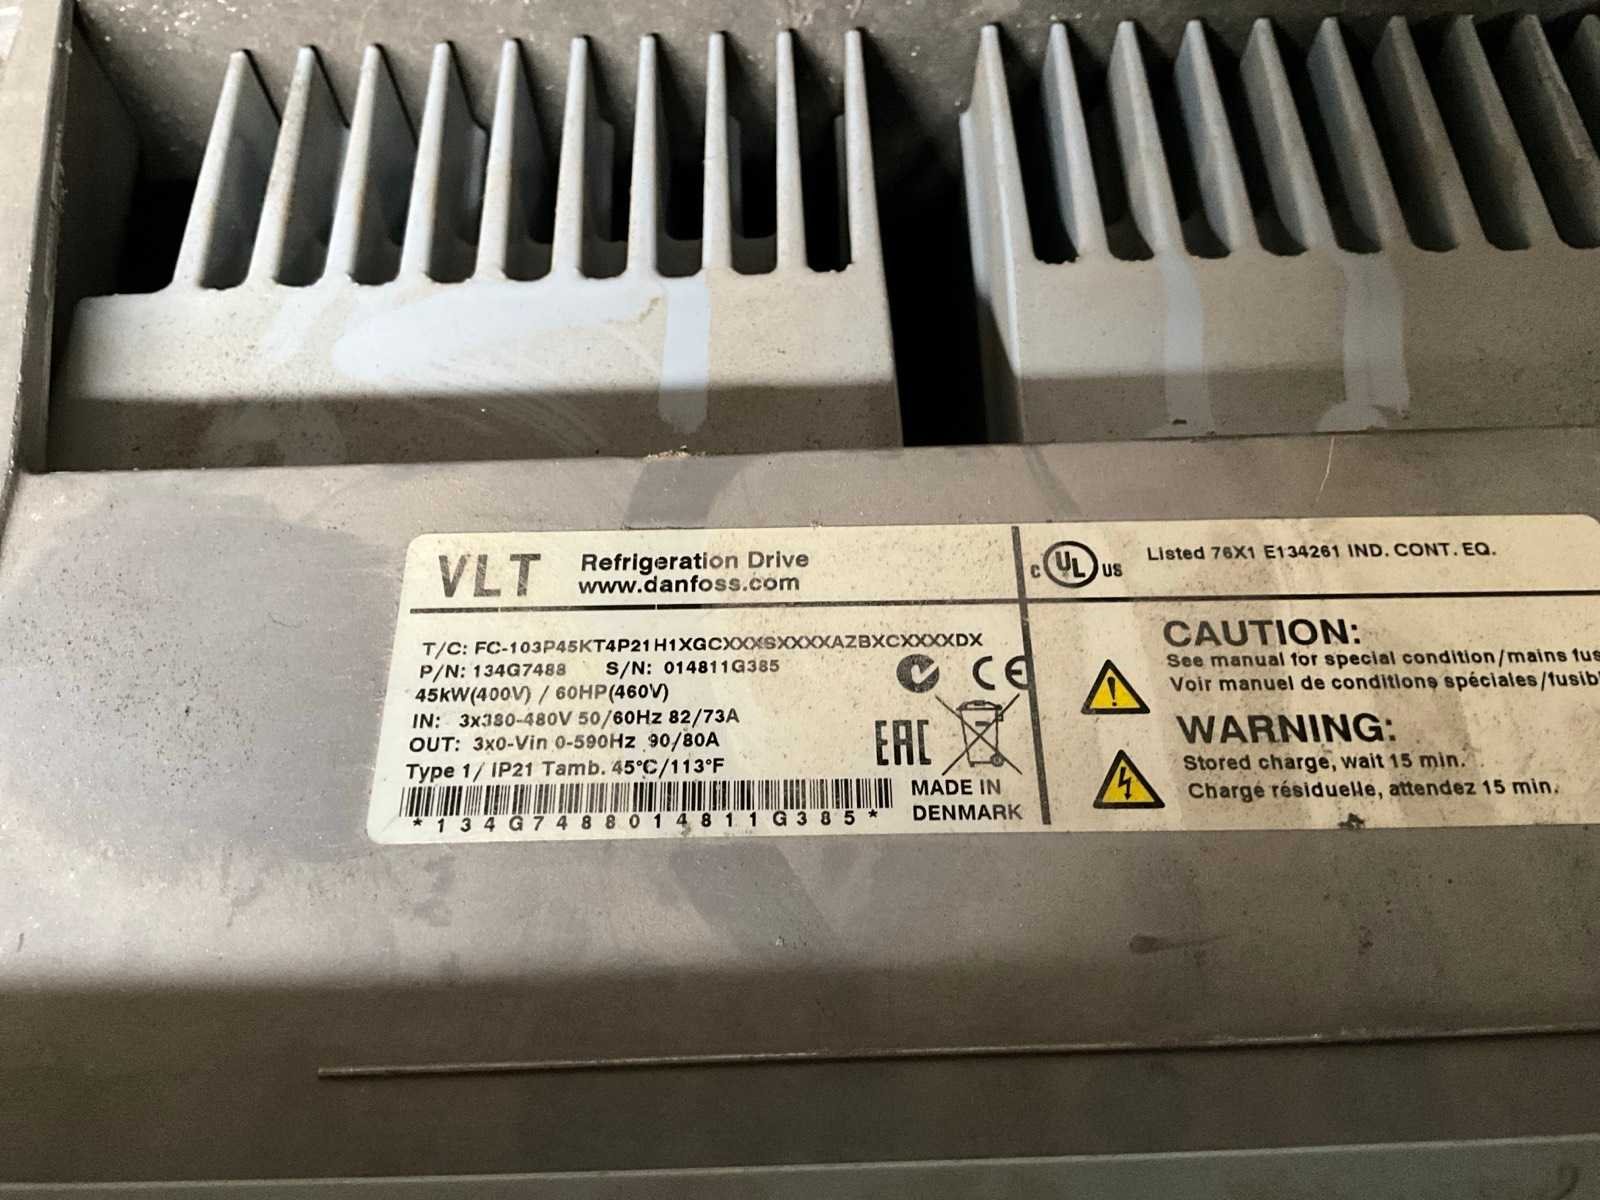 VLT Refrigeration Drive
www.danfoss.com
C UL US Listed 76X1 E134261 IND. CONT. EQ.
T/C: FC-103P45KT4P21H1XGCXXXSXXXXAZBXCXXXXDX
P/N: 134G7488 S/N: 014811G385
45kW(400V) / 60HP(460V)
IN: 3x380-480V 50/60Hz 82/73A
OUT: 3x0-Vin 0-590Hz 90/80A
Type 1/ IP21 Tamb. 45°C/113°F
*134G7488014811G385*
CE
EAC
MADE IN
DENMARK
CAUTION:
See manual for special condition/mains
Voir manuel de conditions spéciales/
WARNING:
Stored charge, wait 15 min.
Charge résiduelle, attendez 15 min.